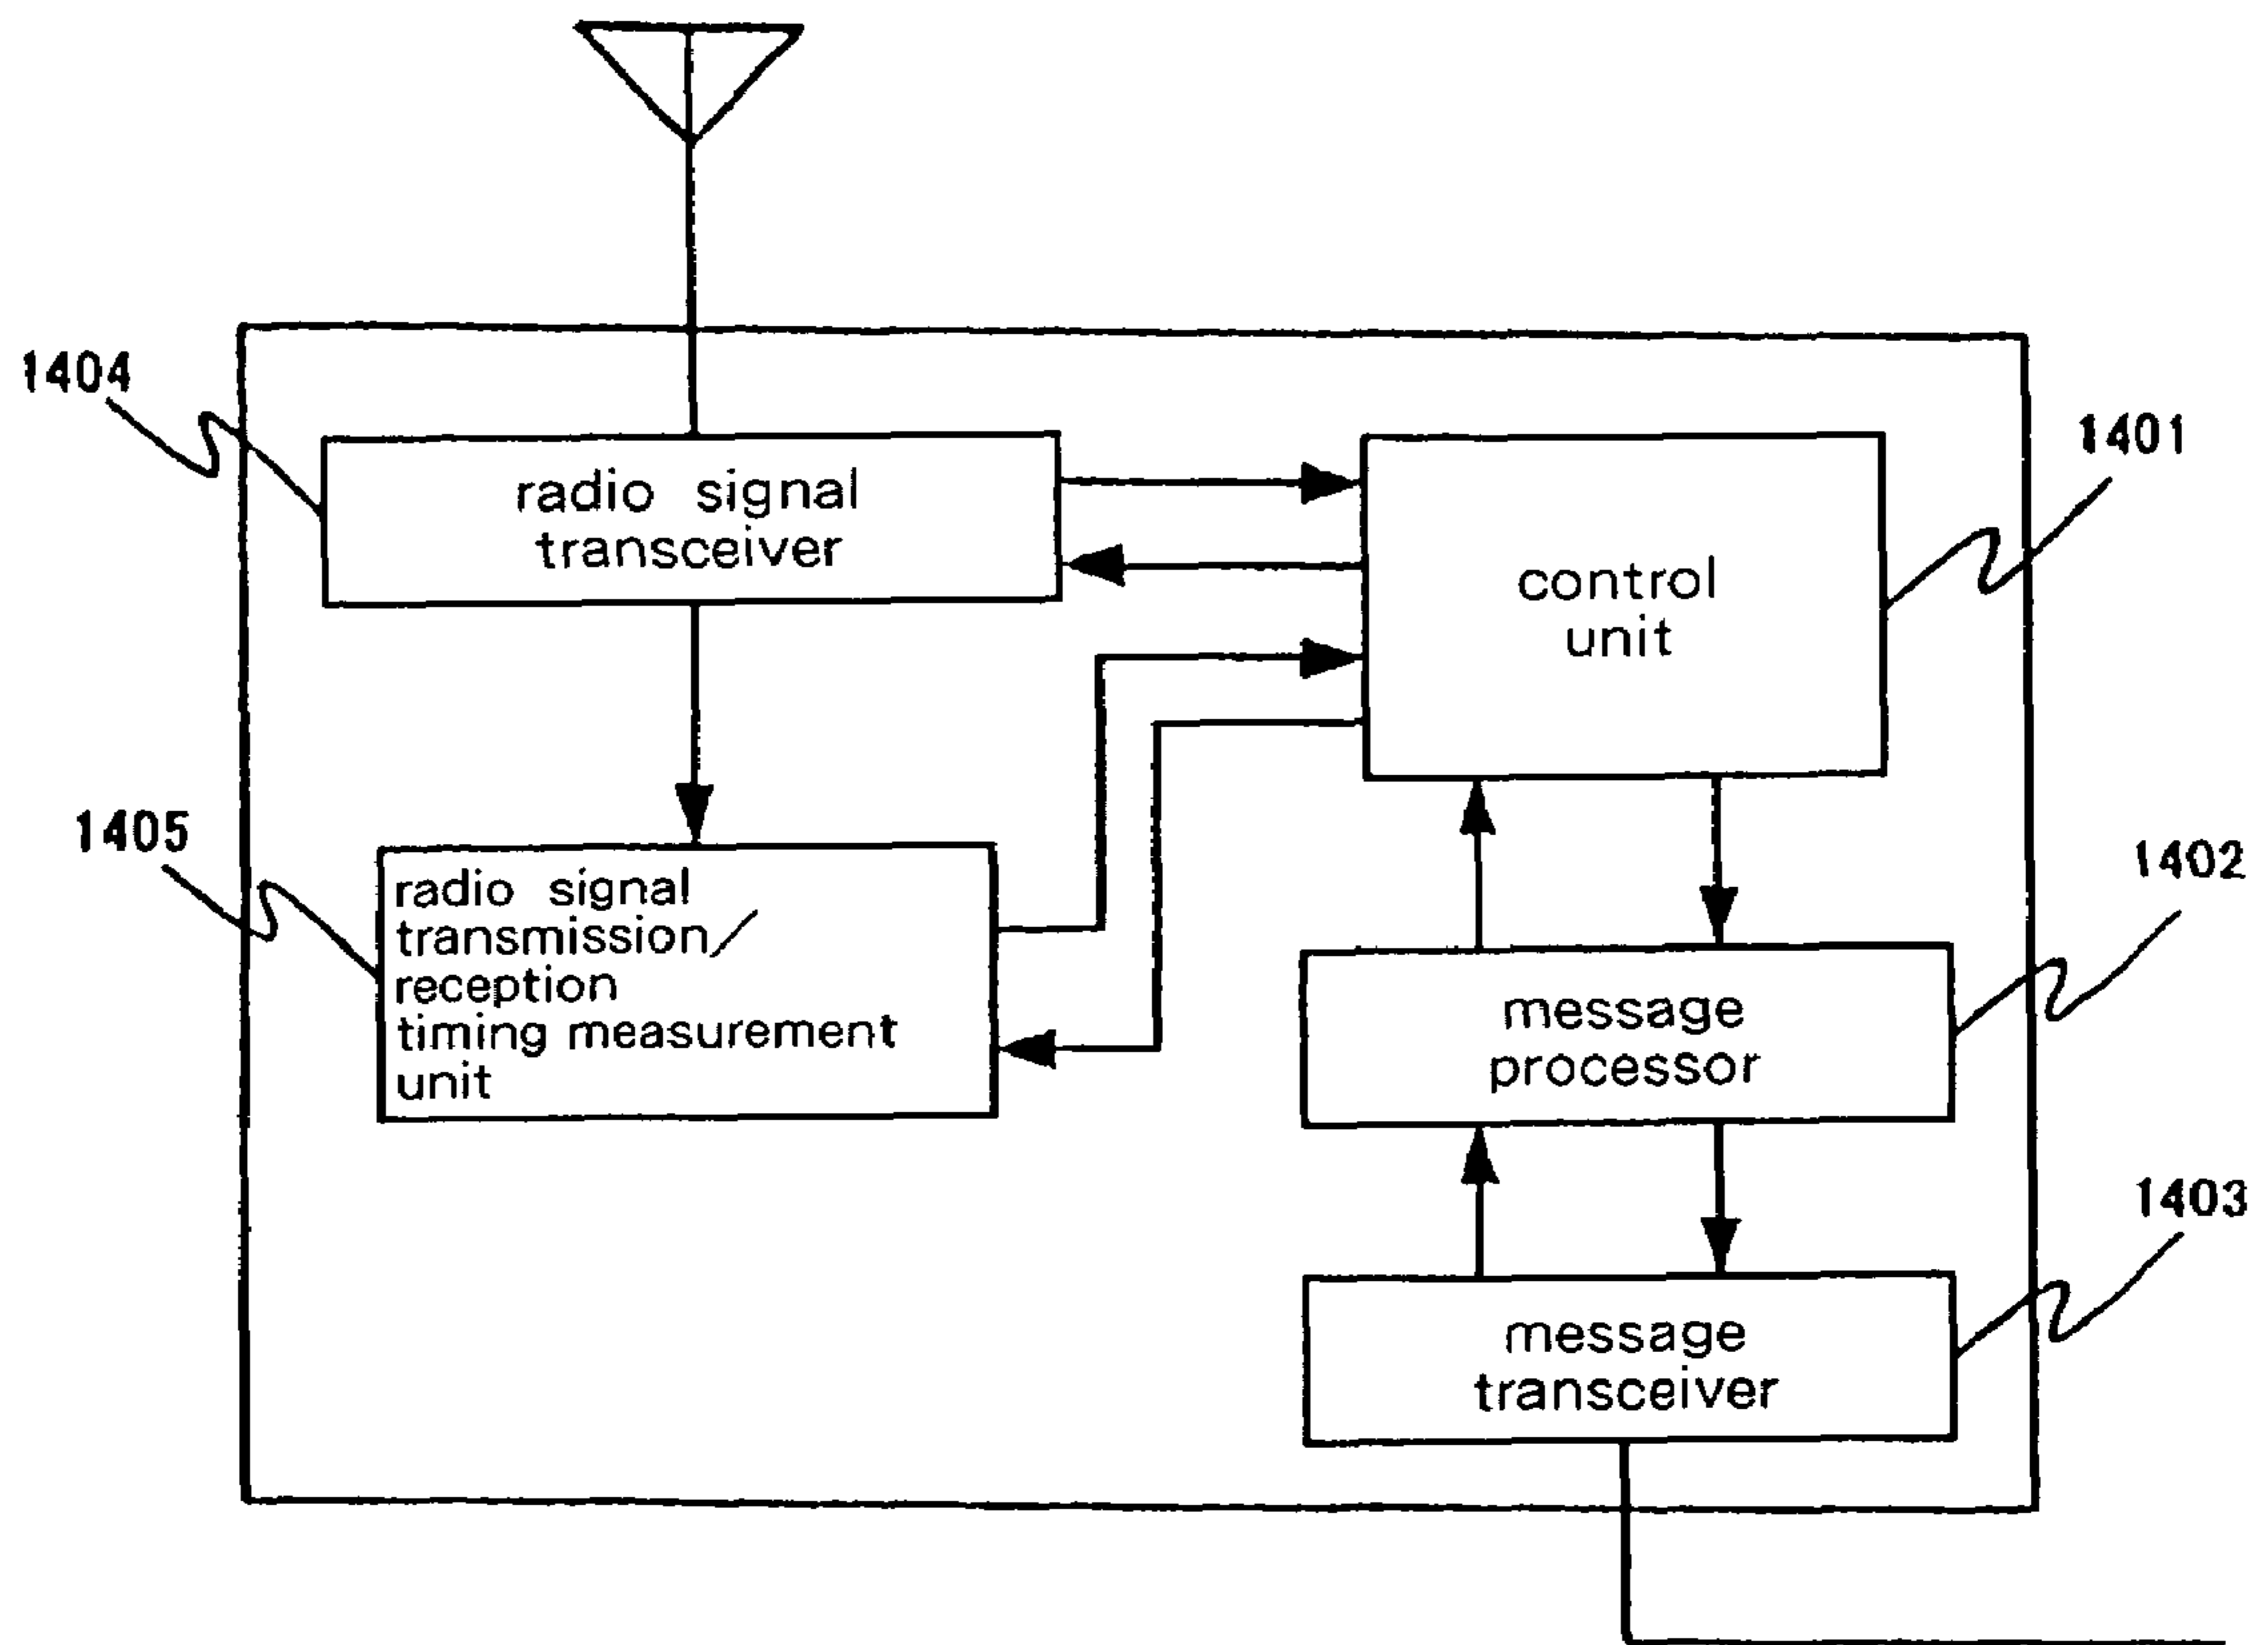 1404
radio signal
transceiver
control
unit
1401
1405
radio signal
transmission/
reception
timing measurement
unit
1402
message
processor
1403
message
transceiver